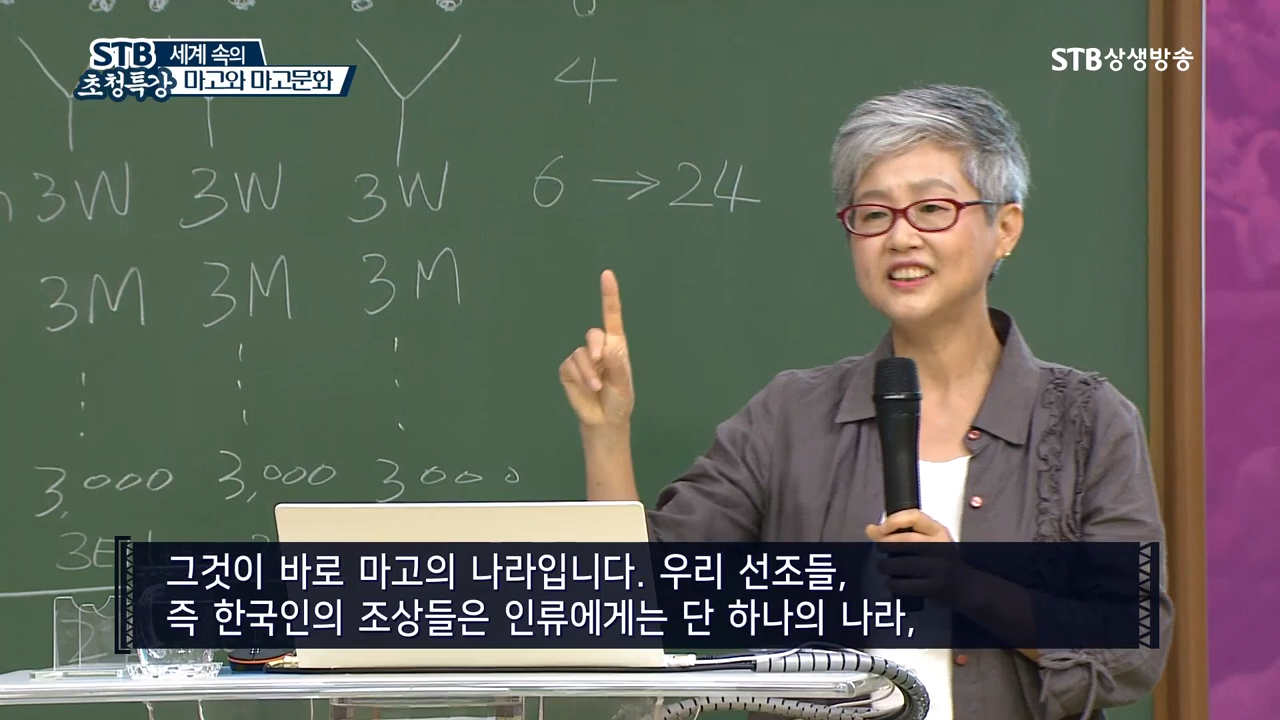 STB 세계 속의
초청특강 마고와 마고문화
STB상생방송
4
3W 3W 3W 6 → 24
3M 3M 3M
3,000 3,000 3000
그것이 바로 마고의 나라입니다. 우리 선조들,
즉 한국인의 조상들은 인류에게는 단 하나의 나라,